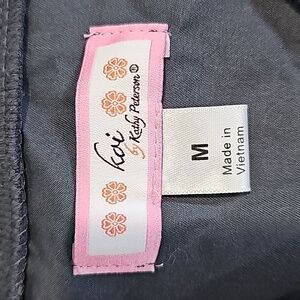 koi
by Kathy Peterson®
M
Made in
Vietnam